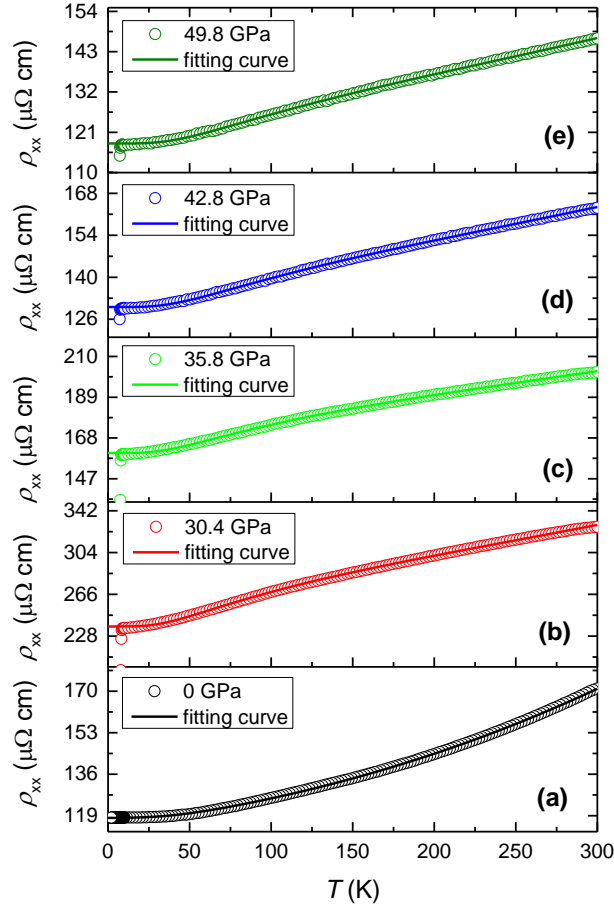 154
143
132
121
110
ρxx (μΩ cm)
49.8 GPa
fitting curve
(e)
168
154
140
126
ρxx (μΩ cm)
42.8 GPa
fitting curve
(d)
210
189
168
147
ρxx (μΩ cm)
35.8 GPa
fitting curve
(c)
342
304
266
228
ρxx (μΩ cm)
30.4 GPa
fitting curve
(b)
170
153
136
119
ρxx (μΩ cm)
0 GPa
fitting curve
(a)
0 50 100 150 200 250 300
T (K)